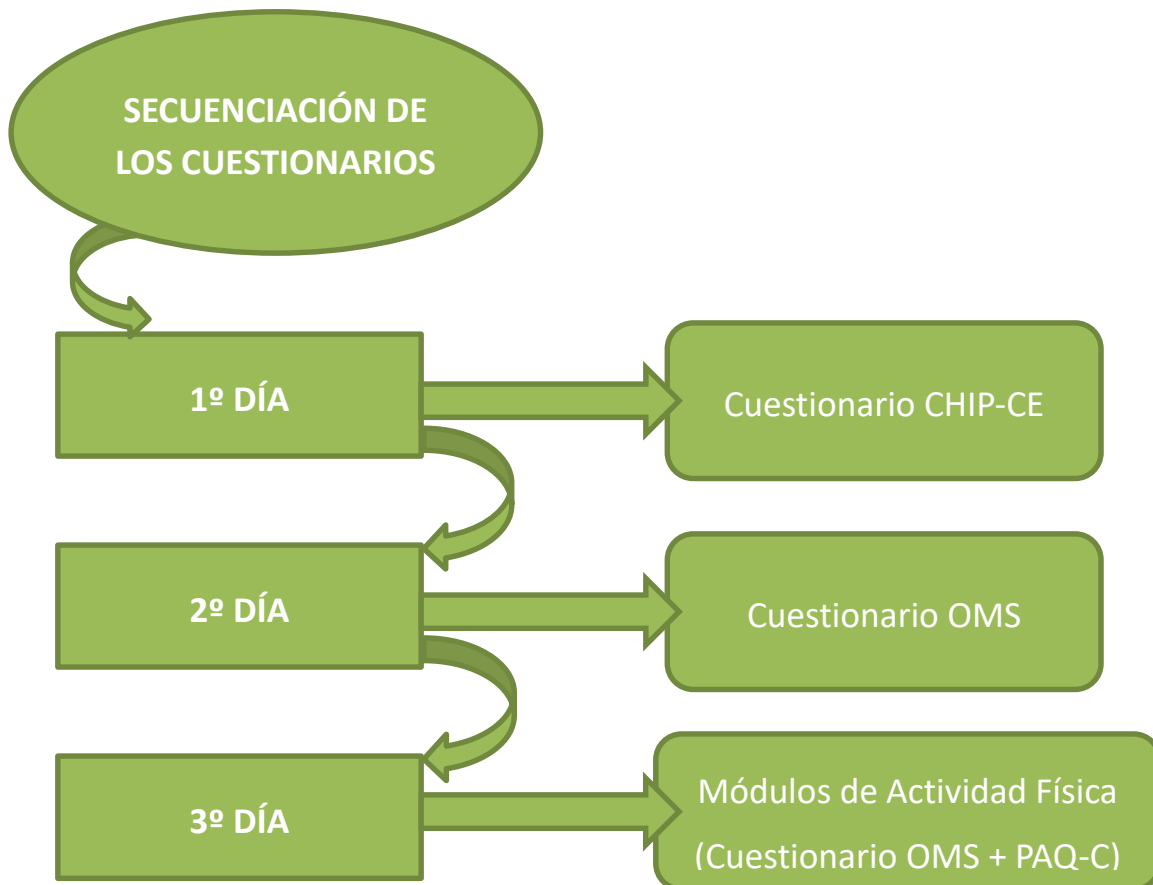 SECUENCIACIÓN DE
LOS CUESTIONARIOS
1º DÍA
Cuestionario CHIP-CE
2º DÍA
Cuestionario OMS
3º DÍA
Módulos de Actividad Física
(Cuestionario OMS + PAQ-C)